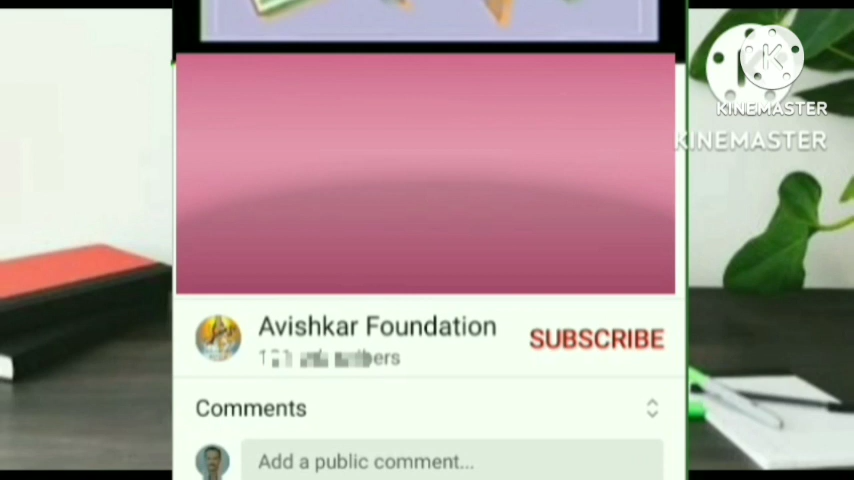 KINEMASTER
KINEMASTER
Avishkar Foundation
SUBSCRIBE
Comments
Add a public comment...